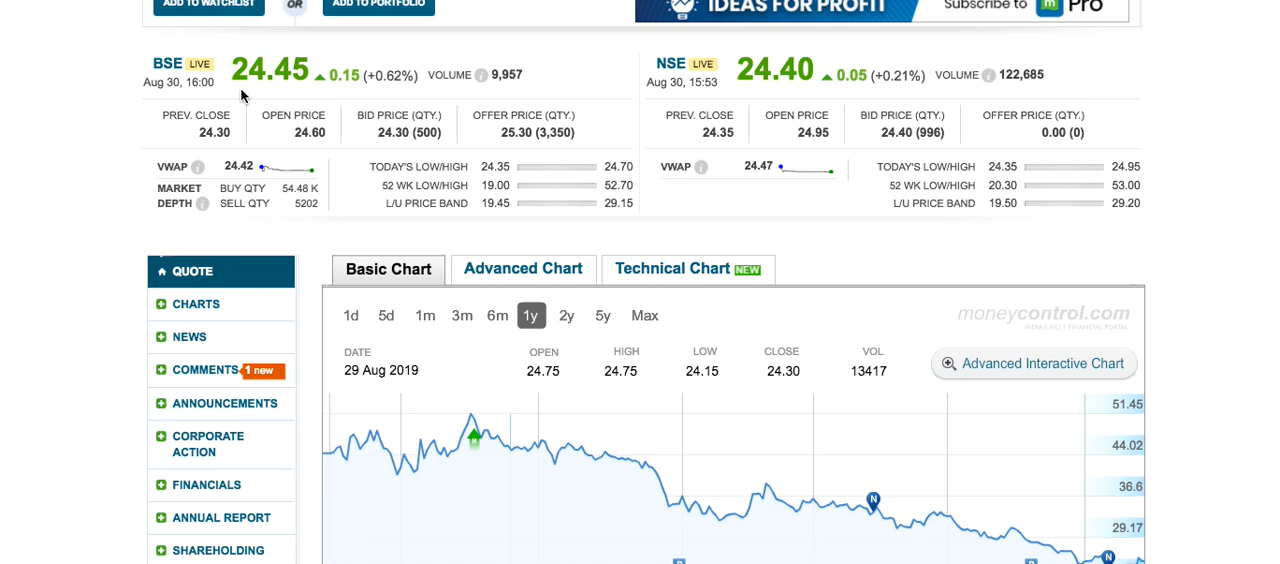 ADD TO WATCHLIST OR ADD TO PORTFOLIO
IDEAS FOR PROFIT Subscribe to m Pro
BSE LIVE 24.45 0.15 (+0.62%) VOLUME i 9,957
Aug 30, 16:00
PREV. CLOSE OPEN PRICE BID PRICE (QTY.) OFFER PRICE (QTY.)
24.30 24.60 24.30 (500) 25.30 (3,350)
VWAP i 24.42 TODAY'S LOW/HIGH 24.35 24.70
MARKET BUY QTY 54.48 K 52 WK LOW/HIGH 19.00 52.70
DEPTH i SELL QTY 5202 L/U PRICE BAND 19.45 29.15
NSE LIVE 24.40 0.05 (+0.21%) VOLUME i 122,685
Aug 30, 15:53
PREV. CLOSE OPEN PRICE BID PRICE (QTY.) OFFER PRICE (QTY.)
24.35 24.95 24.40 (996) 0.00 (0)
VWAP i 24.47 TODAY'S LOW/HIGH 24.35 24.95
52 WK LOW/HIGH 20.30 53.00
L/U PRICE BAND 19.50 29.20
QUOTE
CHARTS
NEWS
COMMENTS 1 new
ANNOUNCEMENTS
CORPORATE
ACTION
FINANCIALS
ANNUAL REPORT
SHAREHOLDING
Basic Chart Advanced Chart Technical Chart NEW
1d 5d 1m 3m 6m 1y 2y 5y Max
moneycontrol.com
INDIA'S NO. 1 FINANCIAL PORTAL
DATE OPEN HIGH LOW CLOSE VOL
29 Aug 2019 24.75 24.75 24.15 24.30 13417
Advanced Interactive Chart
51.45
44.02
36.6
29.17
N
N